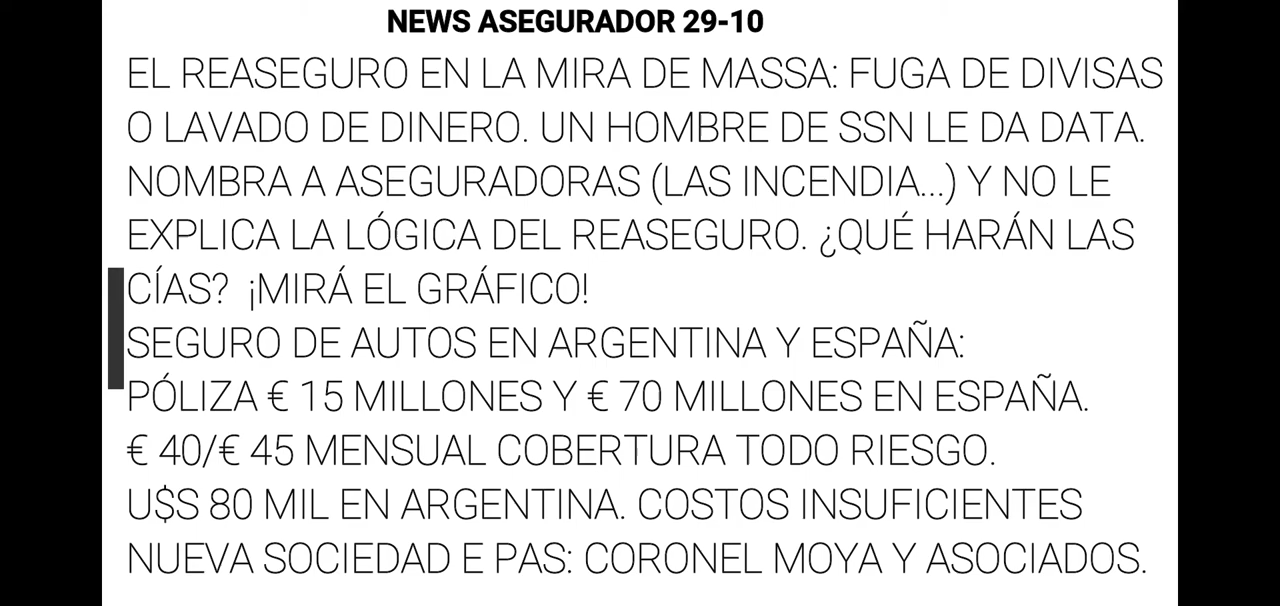 NEWS ASEGURADOR 29-10
EL REASEGURO EN LA MIRA DE MASSA: FUGA DE DIVISAS
O LAVADO DE DINERO. UN HOMBRE DE SSN LE DA DATA.
NOMBRA A ASEGURADORAS (LAS INCENDIA...) Y NO LE
EXPLICA LA LÓGICA DEL REASEGURO. ¿QUÉ HARÁN LAS
CÍAS? ¡MIRÁ EL GRÁFICO!
SEGURO DE AUTOS EN ARGENTINA Y ESPAÑA:
PÓLIZA € 15 MILLONES Y € 70 MILLONES EN ESPAÑA.
€ 40/€ 45 MENSUAL COBERTURA TODO RIESGO.
U$S 80 MIL EN ARGENTINA. COSTOS INSUFICIENTES
NUEVA SOCIEDAD E PAS: CORONEL MOYA Y ASOCIADOS.